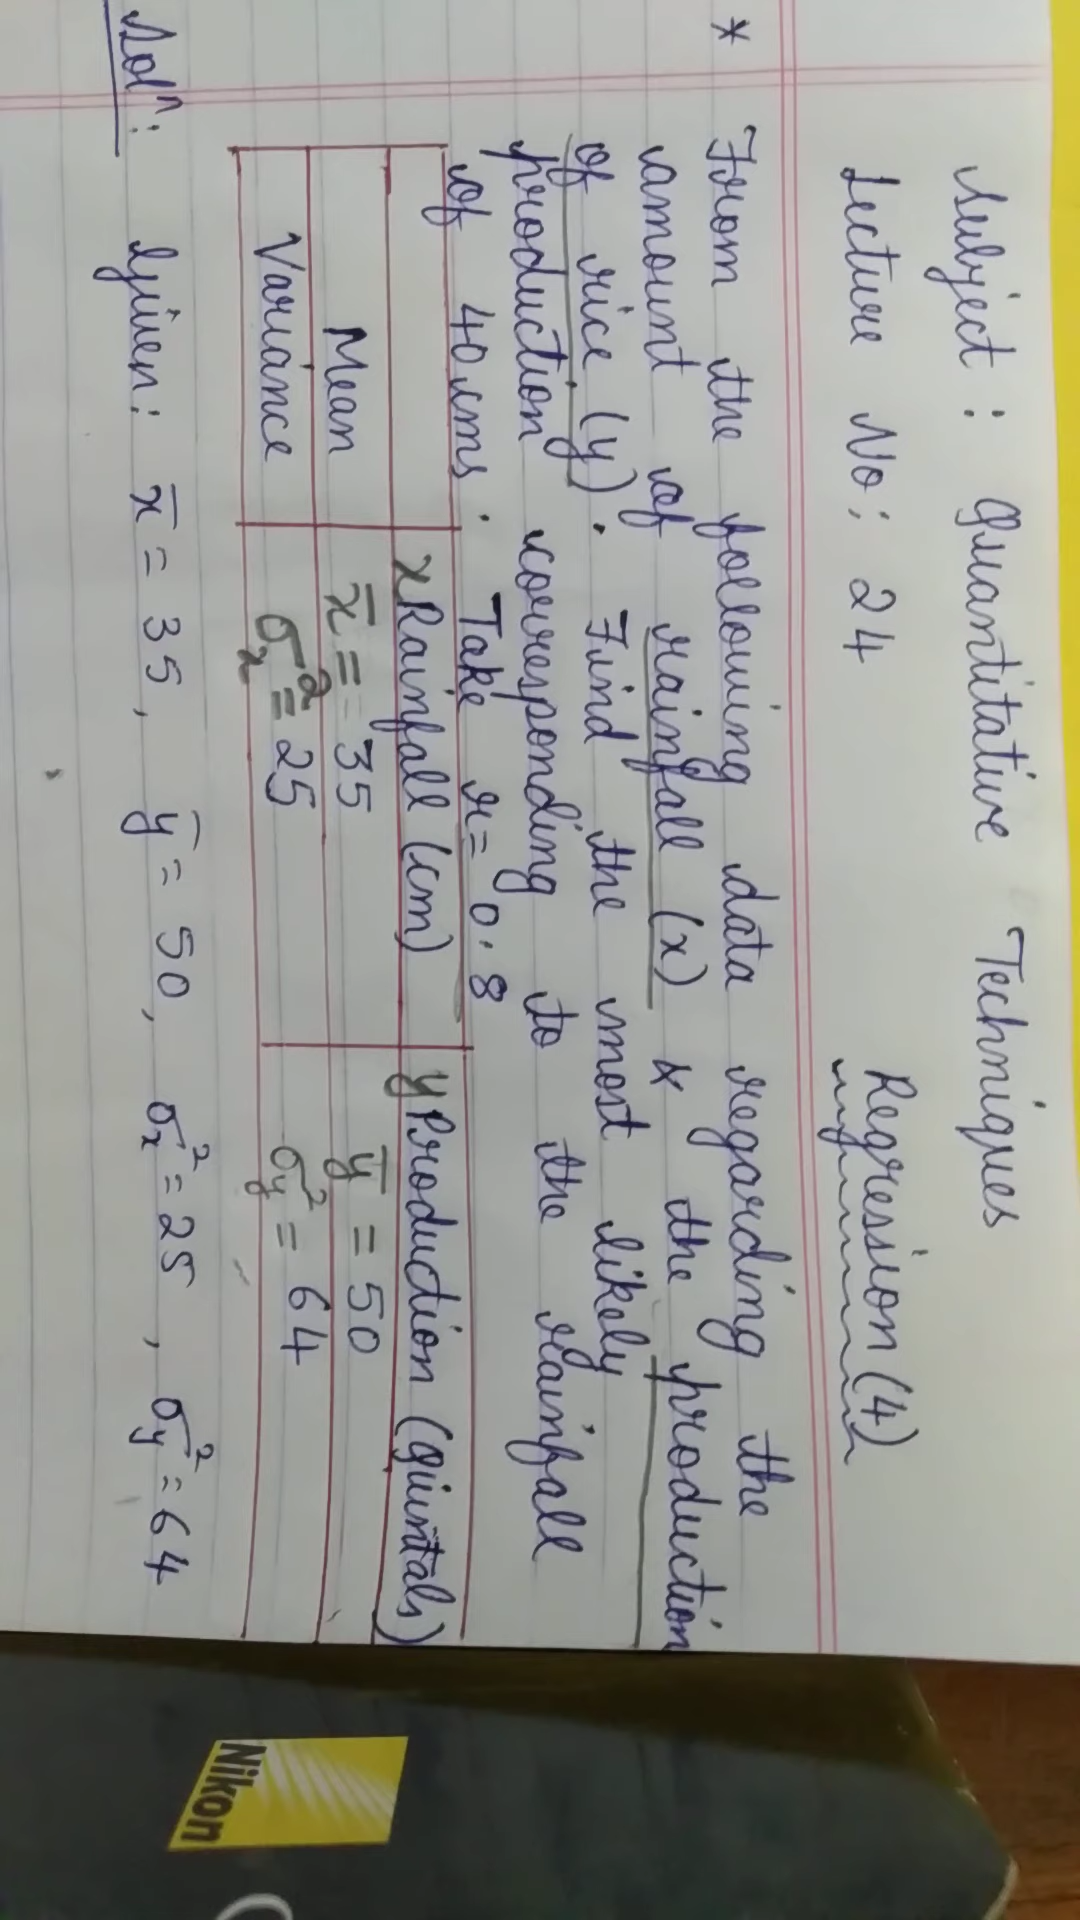 Subject : Quantitative Techniques
Lecture No: 24 Regression (4)
* From the following data regarding the
amount of rainfall (x) & the production
of rice (y). Find the most likely
production corresponding to the rainfall
of 40 cms. Take r = 0.8
x Rainfall (cm) y Production (quintals)
Mean x̄ = 35 ȳ = 50
Variance σx² = 25 σy² = 64
Solⁿ: Given: x̄ = 35, ȳ = 50, σx² = 25, σy² = 64
Nikon